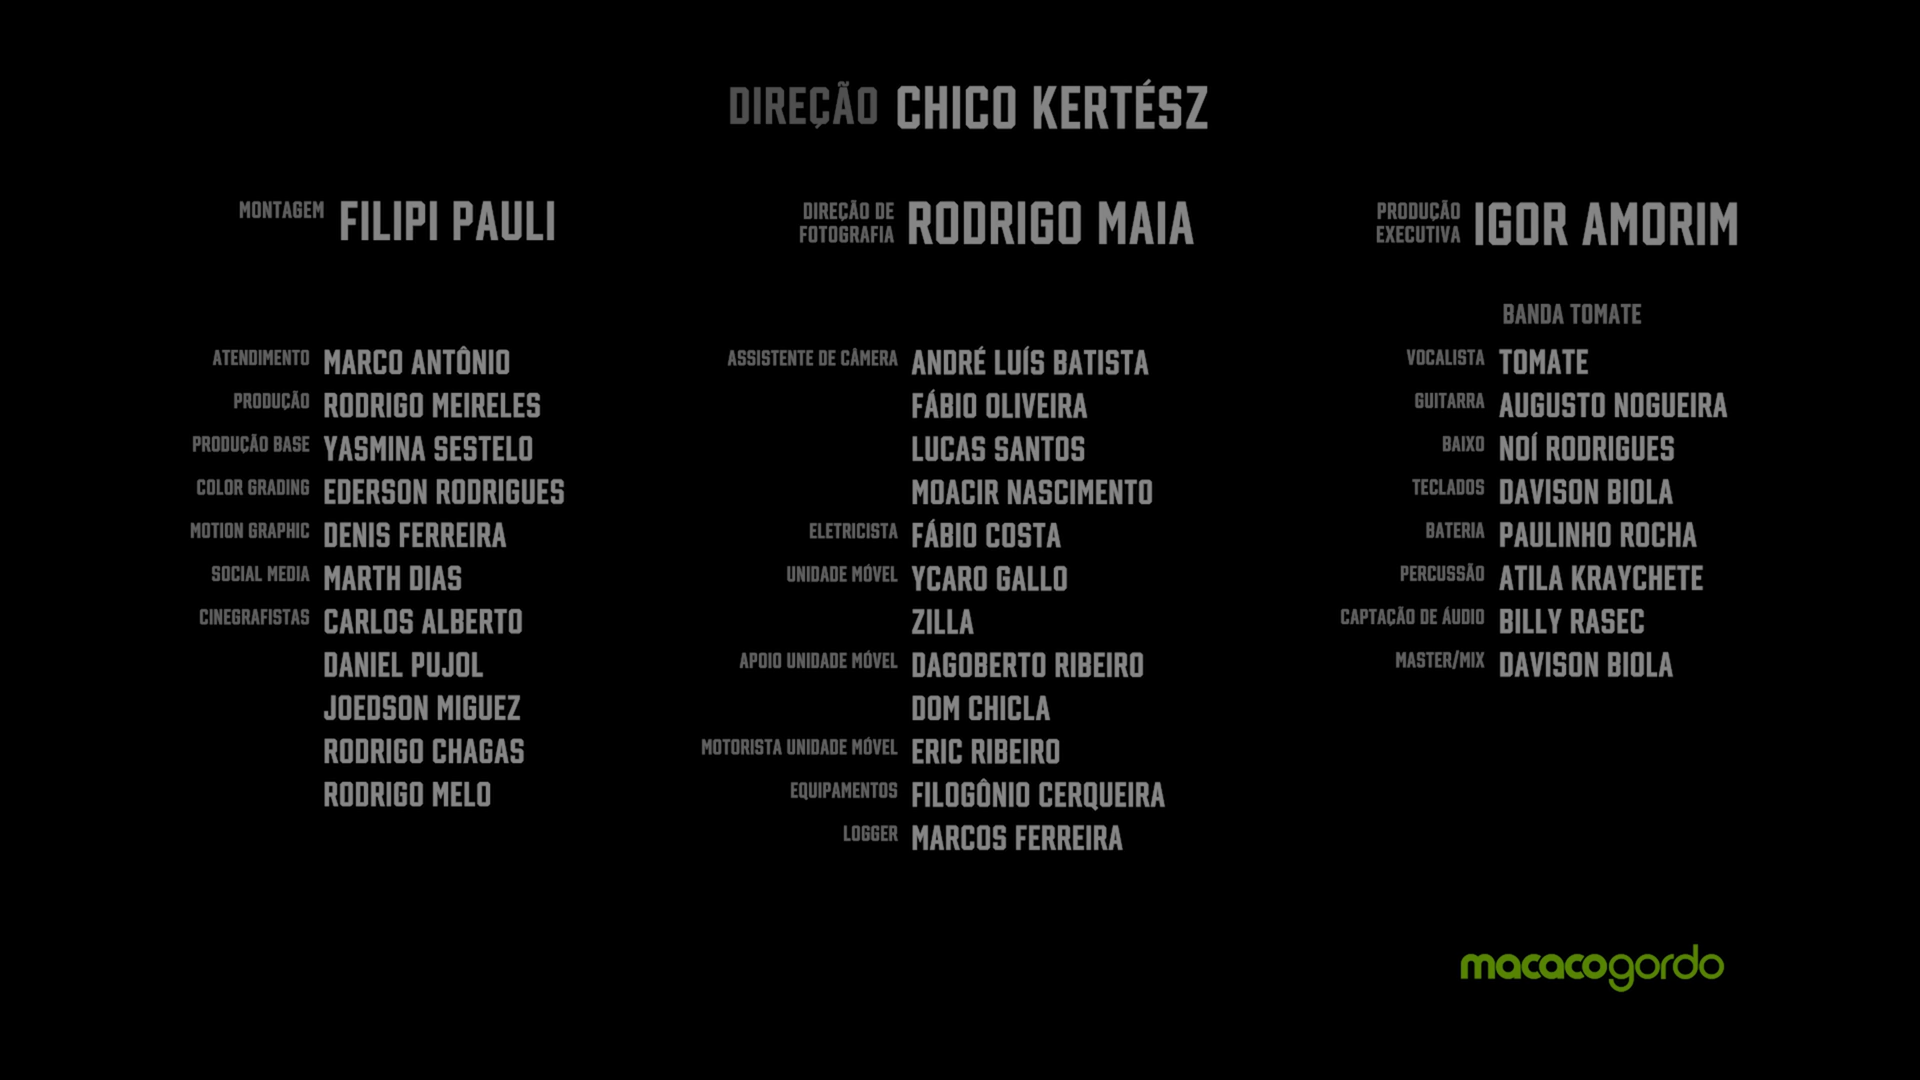 DIREÇÃO CHICO KERTÉSZ
MONTAGEM FILIPI PAULI
DIREÇÃO DE FOTOGRAFIA RODRIGO MAIA
PRODUÇÃO EXECUTIVA IGOR AMORIM
ATENDIMENTO MARCO ANTÔNIO
PRODUÇÃO RODRIGO MEIRELES
PRODUÇÃO BASE YASMINA SESTELO
COLOR GRADING EDERSON RODRIGUES
MOTION GRAPHIC DENIS FERREIRA
SOCIAL MEDIA MARTH DIAS
CINEGRAFISTAS CARLOS ALBERTO
DANIEL PUJOL
JOEDSON MIGUEZ
RODRIGO CHAGAS
RODRIGO MELO
ASSISTENTE DE CÂMERA ANDRÉ LUÍS BATISTA
FÁBIO OLIVEIRA
LUCAS SANTOS
MOACIR NASCIMENTO
ELETRICISTA FÁBIO COSTA
UNIDADE MÓVEL YCARO GALLO
ZILLA
APOIO UNIDADE MÓVEL DAGOBERTO RIBEIRO
DOM CHICLA
MOTORISTA UNIDADE MÓVEL ERIC RIBEIRO
EQUIPAMENTOS FILOGÔNIO CERQUEIRA
LOGGER MARCOS FERREIRA
BANDA TOMATE
VOCALISTA TOMATE
GUITARRA AUGUSTO NOGUEIRA
BAIXO NOÍ RODRIGUES
TECLADOS DAVISON BIOLA
BATERIA PAULINHO ROCHA
PERCUSSÃO ATILA KRAYCHETE
CAPTAÇÃO DE ÁUDIO BILLY RASEC
MASTER/MIX DAVISON BIOLA
macacogordo